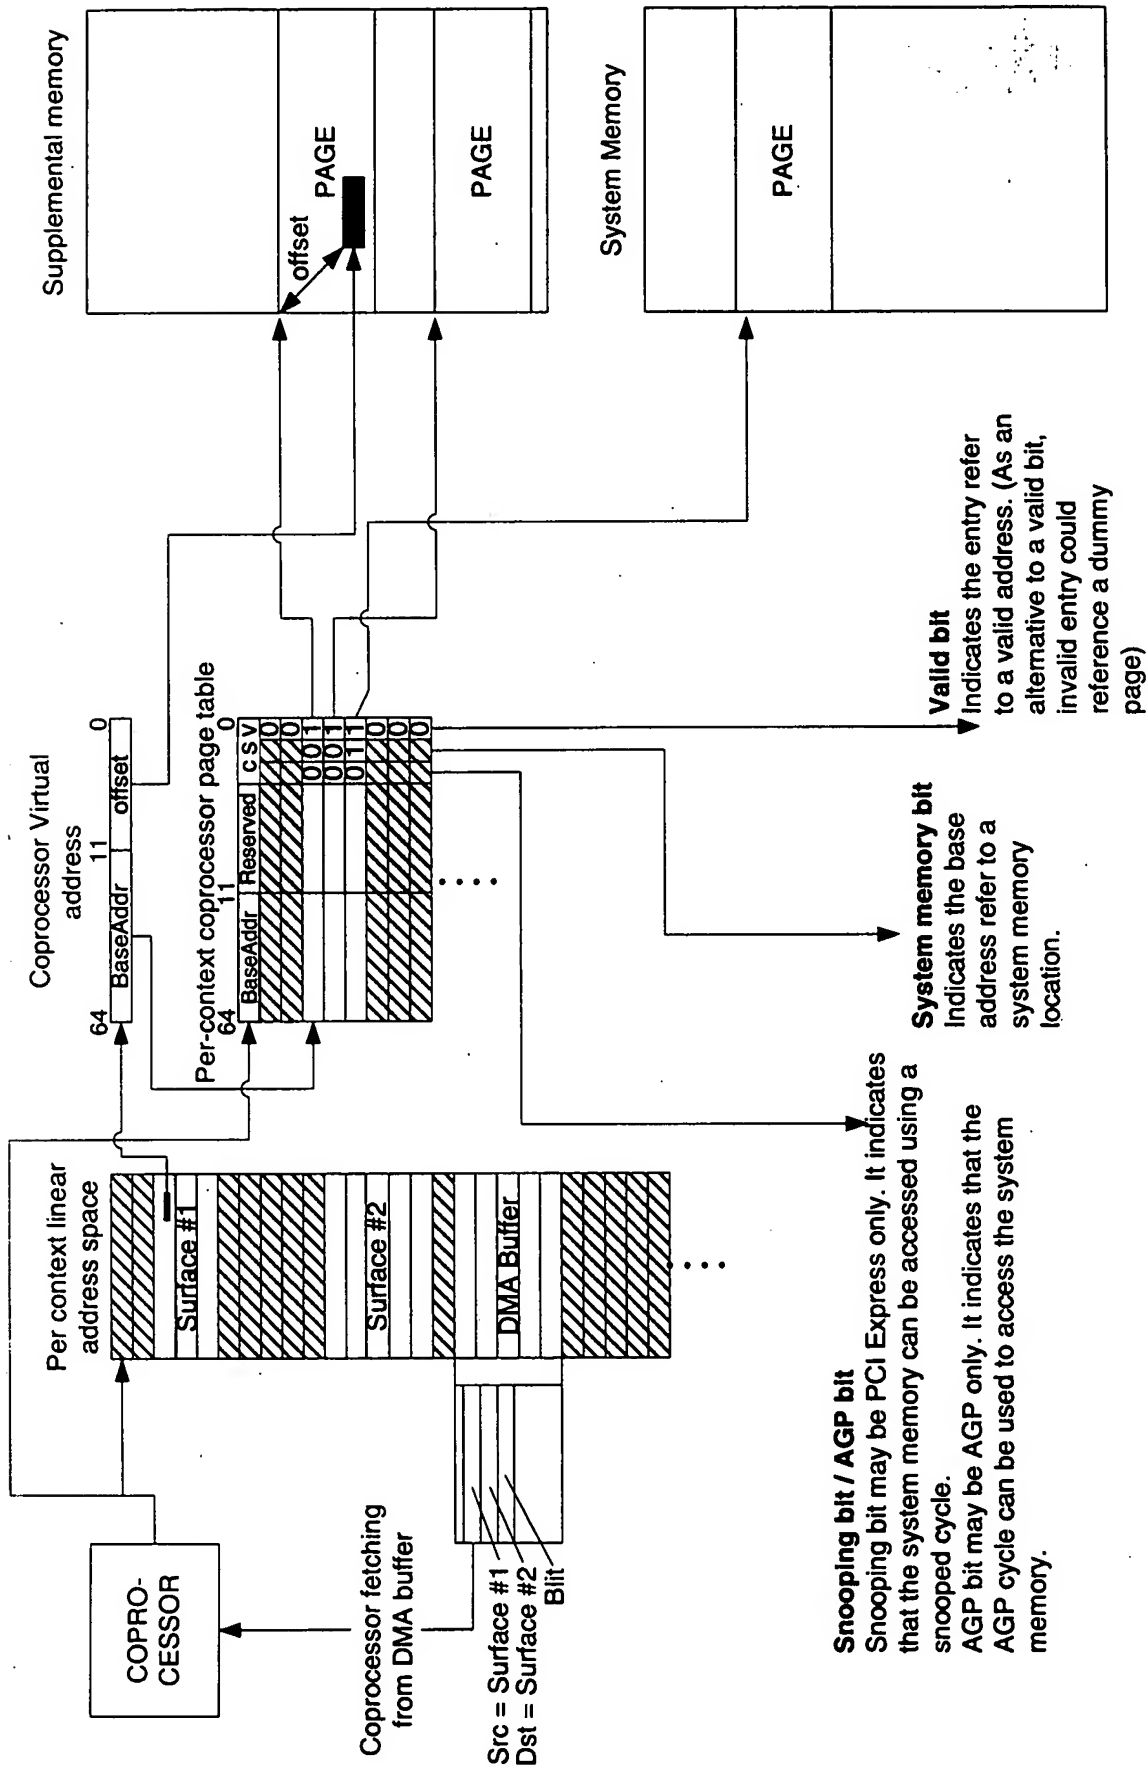 COPRO-
CESSOR
Coprocessor fetching
from DMA buffer
Src = Surface #1
Dst = Surface #2
Blit
Per context linear
address space
Surface #1
Surface #2
DMA Buffer
Coprocessor Virtual
address
64 11 0
BaseAddr offset
Per-context coprocessor page table
64 11 0
BaseAddr Reserved C S V
0
0
0 0 1
0 0 1
0 1 1
0
0
0
Supplemental memory
offset
PAGE
PAGE
System Memory
PAGE
Snooping bit / AGP bit
Snooping bit may be PCI Express only. It indicates
that the system memory can be accessed using a
snooped cycle.
AGP bit may be AGP only. It indicates that the
AGP cycle can be used to access the system
memory.
System memory bit
Indicates the base
address refer to a
system memory
location.
Valid bit
Indicates the entry refer
to a valid address. (As an
alternative to a valid bit,
invalid entry could
reference a dummy
page)